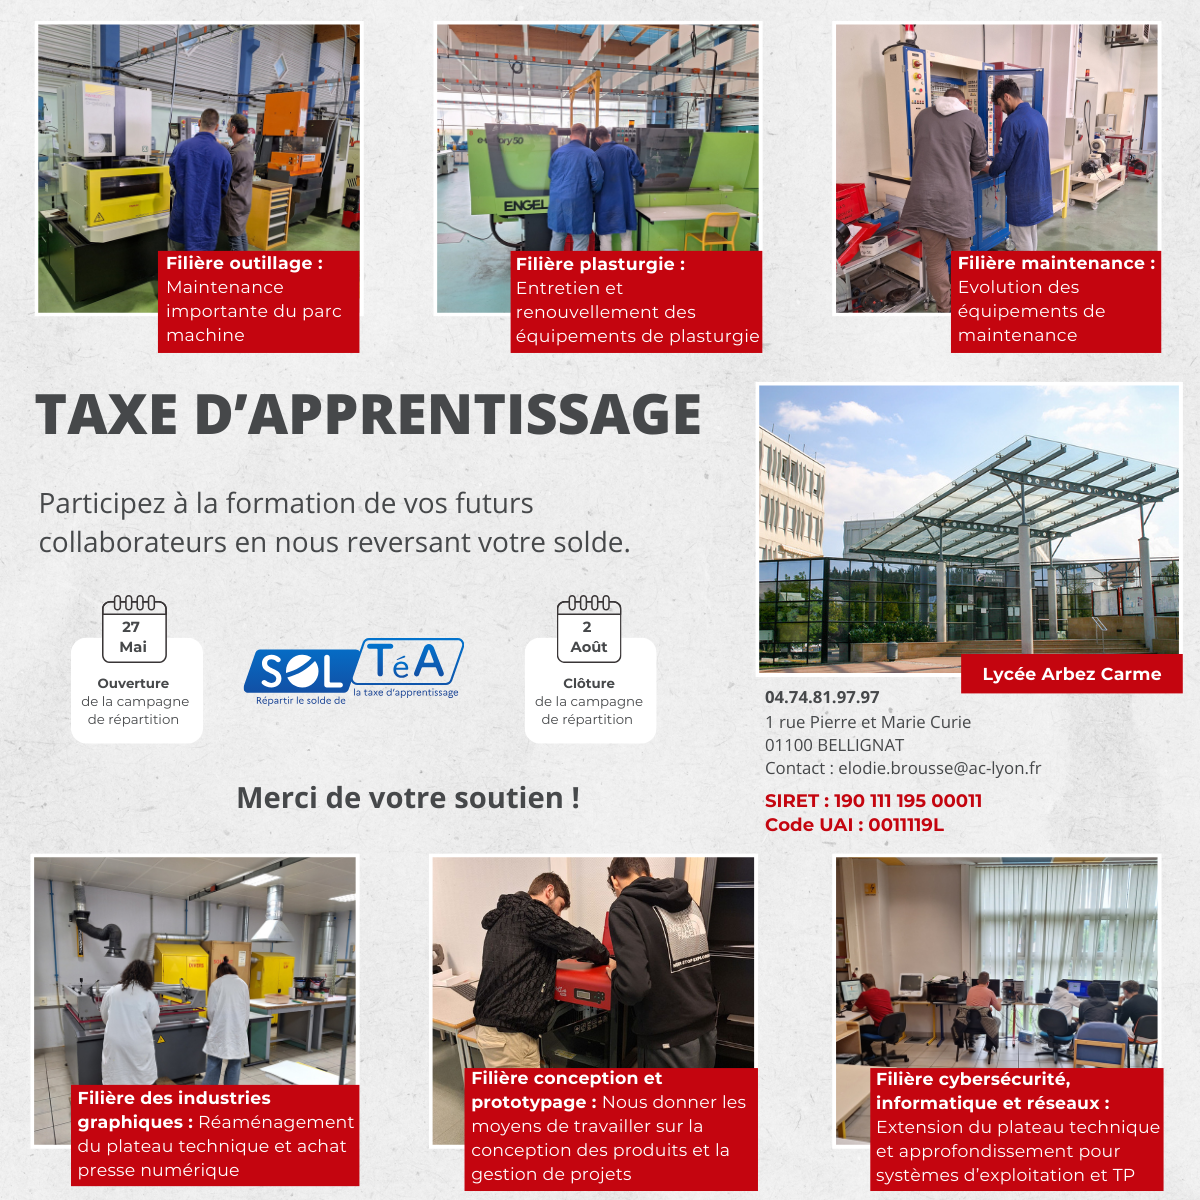 e-victory 50
ENGEL
Filière outillage :
Maintenance
importante du parc
machine
Filière plasturgie :
Entretien et
renouvellement des
équipements de plasturgie
Filière maintenance :
Evolution des
équipements de
maintenance
TAXE D’APPRENTISSAGE
Participez à la formation de vos futurs
collaborateurs en nous reversant votre solde.
27
Mai
Ouverture
de la campagne
de répartition
SOLTéA
Répartir le solde de la taxe d'apprentissage
2
Août
Clôture
de la campagne
de répartition
Merci de votre soutien !
Lycée Arbez Carme
04.74.81.97.97
1 rue Pierre et Marie Curie
01100 BELLIGNAT
Contact : elodie.brousse@ac-lyon.fr
SIRET : 190 111 195 00011
Code UAI : 0011119L
Filière des industries
graphiques : Réaménagement
du plateau technique et achat
presse numérique
Filière conception et
prototypage : Nous donner les
moyens de travailler sur la
conception des produits et la
gestion de projets
Filière cybersécurité,
informatique et réseaux :
Extension du plateau technique
et approfondissement pour
systèmes d’exploitation et TP